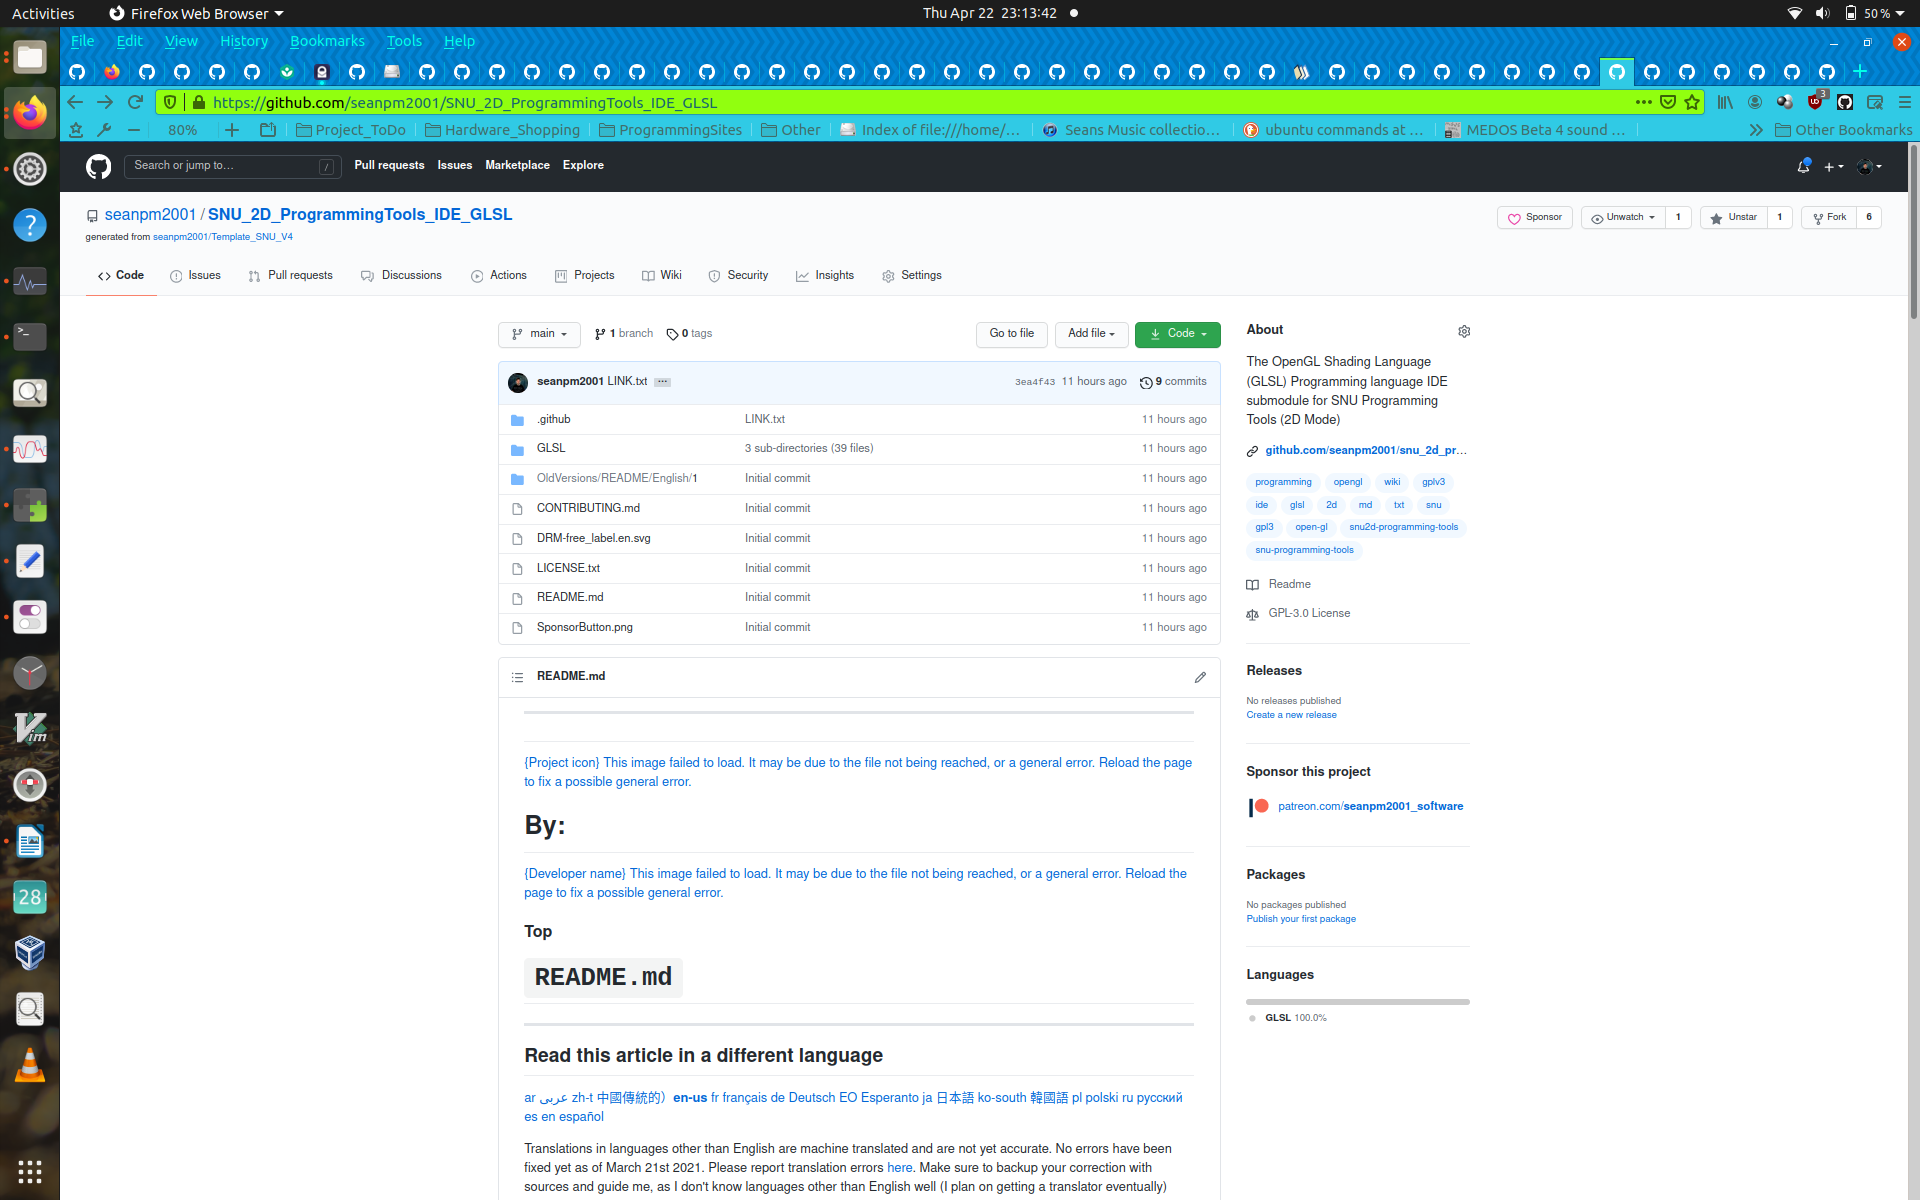 Activities
Firefox Web Browser
Thu Apr 22 23:13:42
50 %
File Edit View History Bookmarks Tools Help
https://github.com/seanpm2001/SNU_2D_ProgrammingTools_IDE_GLSL
3
80%
Project_ToDo
Hardware_Shopping
ProgrammingSites
Other
Index of file:///home/…
Seans Music collectio…
ubuntu commands at …
MEDOS Beta 4 sound …
Other Bookmarks
Search or jump to…
/
Pull requests Issues Marketplace Explore
seanpm2001 / SNU_2D_ProgrammingTools_IDE_GLSL
generated from seanpm2001/Template_SNU_V4
Sponsor
Unwatch 1
Unstar 1
Fork 6
Code
Issues
Pull requests
Discussions
Actions
Projects
Wiki
Security
Insights
Settings
main
1 branch
0 tags
Go to file
Add file
Code
seanpm2001 LINK.txt
3ea4f43 11 hours ago
9 commits
.github LINK.txt 11 hours ago
GLSL 3 sub-directories (39 files) 11 hours ago
OldVersions/README/English/1 Initial commit 11 hours ago
CONTRIBUTING.md Initial commit 11 hours ago
DRM-free_label.en.svg Initial commit 11 hours ago
LICENSE.txt Initial commit 11 hours ago
README.md Initial commit 11 hours ago
SponsorButton.png Initial commit 11 hours ago
README.md
{Project icon} This image failed to load. It may be due to the file not being reached, or a general error. Reload the page
to fix a possible general error.
By:
{Developer name} This image failed to load. It may be due to the file not being reached, or a general error. Reload the
page to fix a possible general error.
Top
README.md
Read this article in a different language
ar عربى zh-t 中國傳統的）en-us fr français de Deutsch EO Esperanto ja 日本語 ko-south 韓國語 pl polski ru русский
es en español
Translations in languages other than English are machine translated and are not yet accurate. No errors have been
fixed yet as of March 21st 2021. Please report translation errors here. Make sure to backup your correction with
sources and guide me, as I don't know languages other than English well (I plan on getting a translator eventually)
About
The OpenGL Shading Language
(GLSL) Programming language IDE
submodule for SNU Programming
Tools (2D Mode)
github.com/seanpm2001/snu_2d_pr…
programming opengl wiki gplv3
ide glsl 2d md txt snu
gpl3 open-gl snu2d-programming-tools
snu-programming-tools
Readme
GPL-3.0 License
Releases
No releases published
Create a new release
Sponsor this project
patreon.com/seanpm2001_software
Packages
No packages published
Publish your first package
Languages
GLSL 100.0%
28